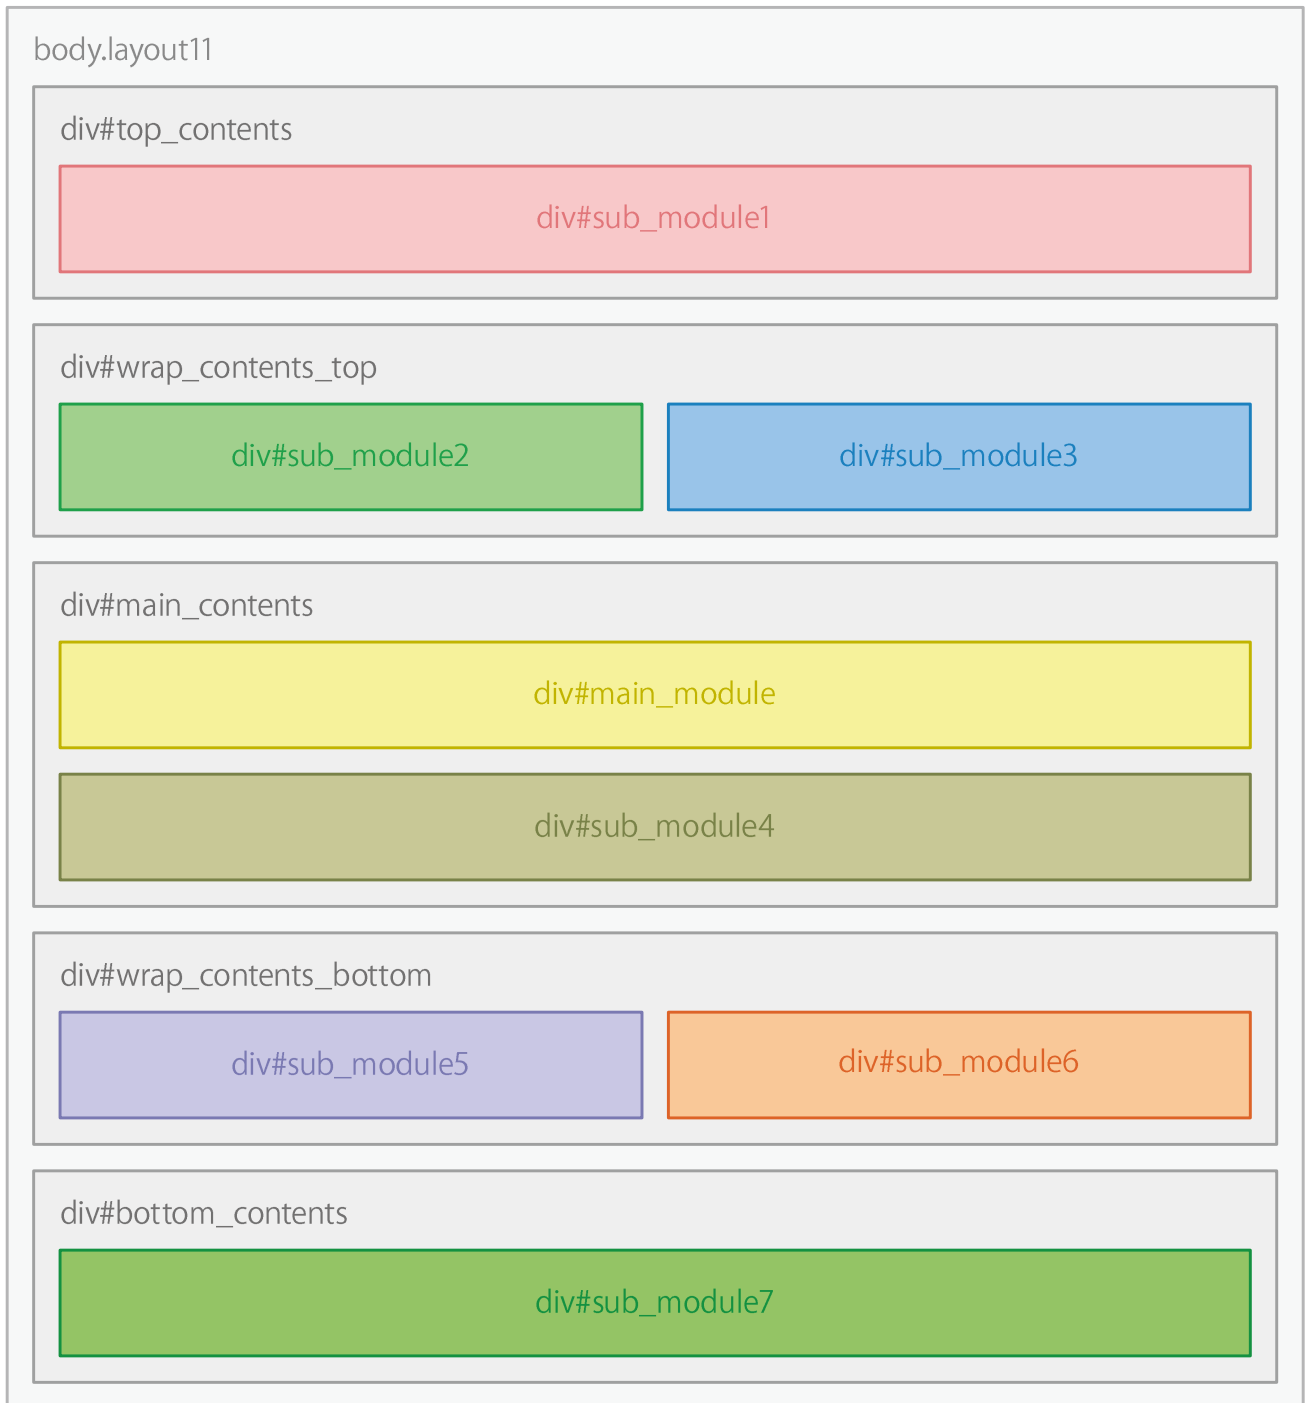 body.layout11
div#top_contents
div#sub_module1
div#wrap_contents_top
div#sub_module2
div#sub_module3
div#main_contents
div#main_module
div#sub_module4
div#wrap_contents_bottom
div#sub_module5
div#sub_module6
div#bottom_contents
div#sub_module7